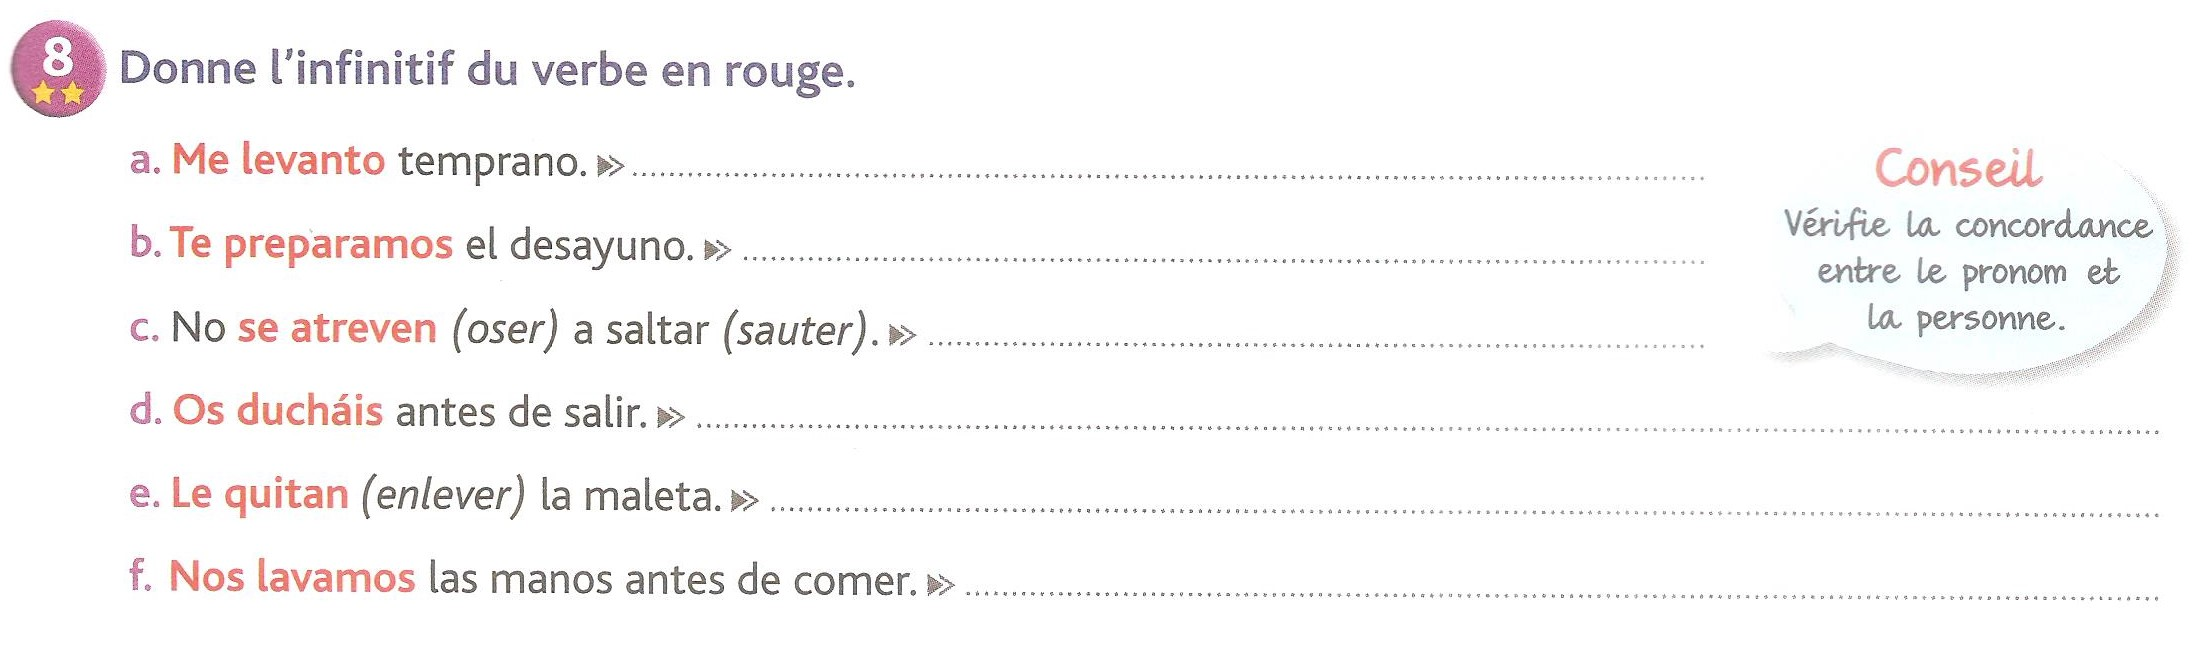 8 Donne l'infinitif du verbe en rouge.
a. Me levanto temprano.
b. Te preparamos el desayuno.
c. No se atreven (oser) a saltar (sauter).
d. Os ducháis antes de salir.
e. Le quitan (enlever) la maleta.
f. Nos lavamos las manos antes de comer.
Conseil
Vérifie la concordance
entre le pronom et
la personne.